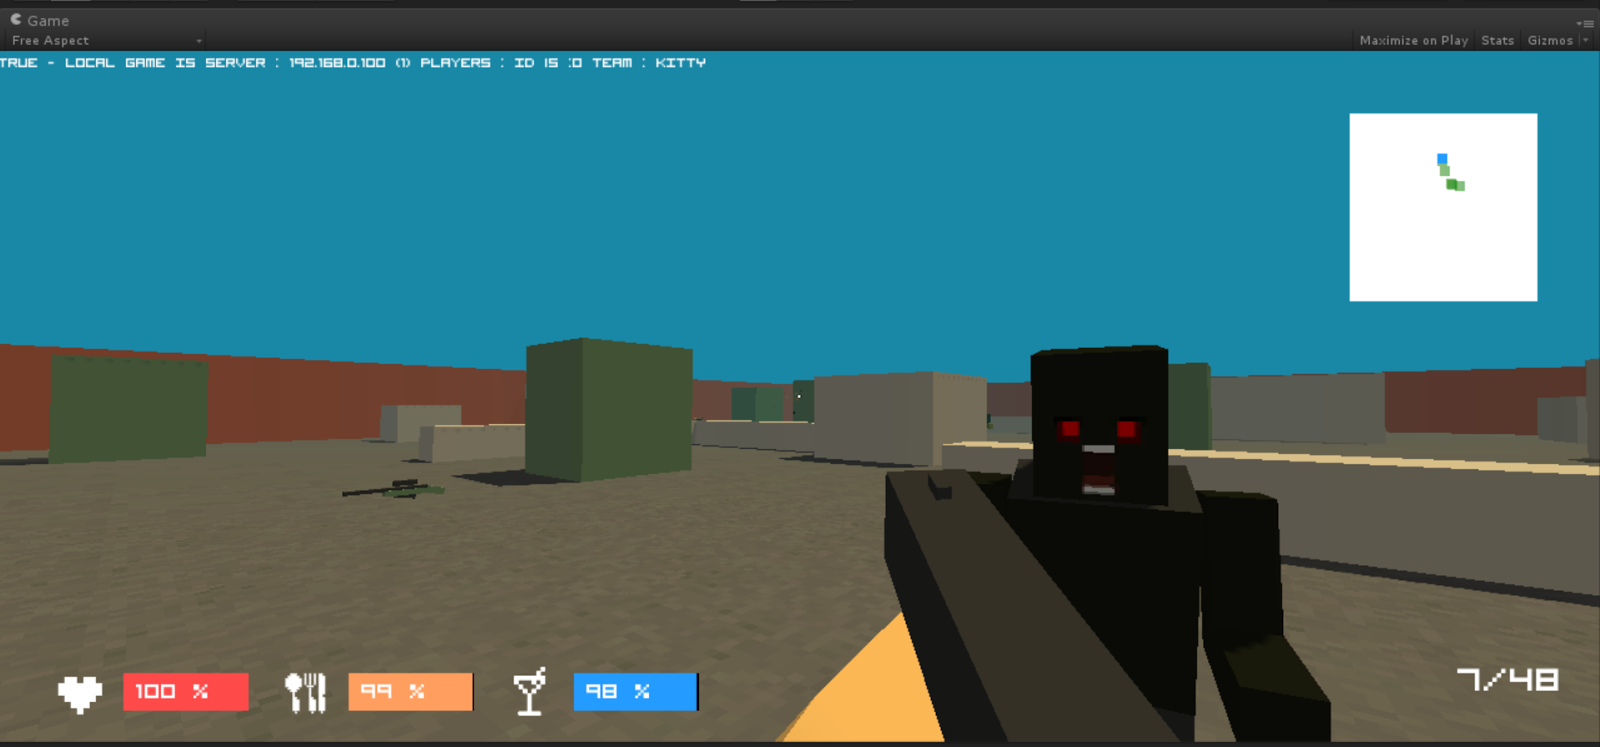 Game
Free Aspect
Maximize on Play Stats Gizmos
TRUE - LOCAL GAME IS SERVER : 192.168.0.100 (1) PLAYERS : ID IS :0 TEAM : KITTY
100 % 99 % 98 % 7/48